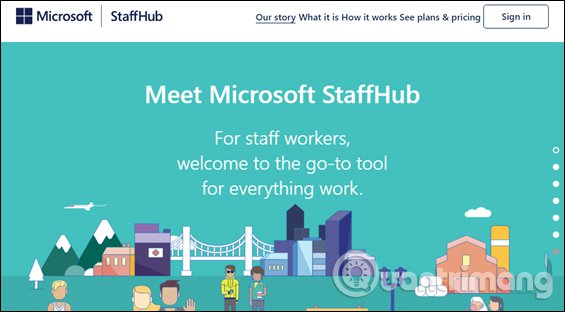 Microsoft | StaffHub
Our story What it is How it works See plans & pricing
Sign in
Meet Microsoft StaffHub
For staff workers,
welcome to the go-to tool
for everything work.
Quantrimang